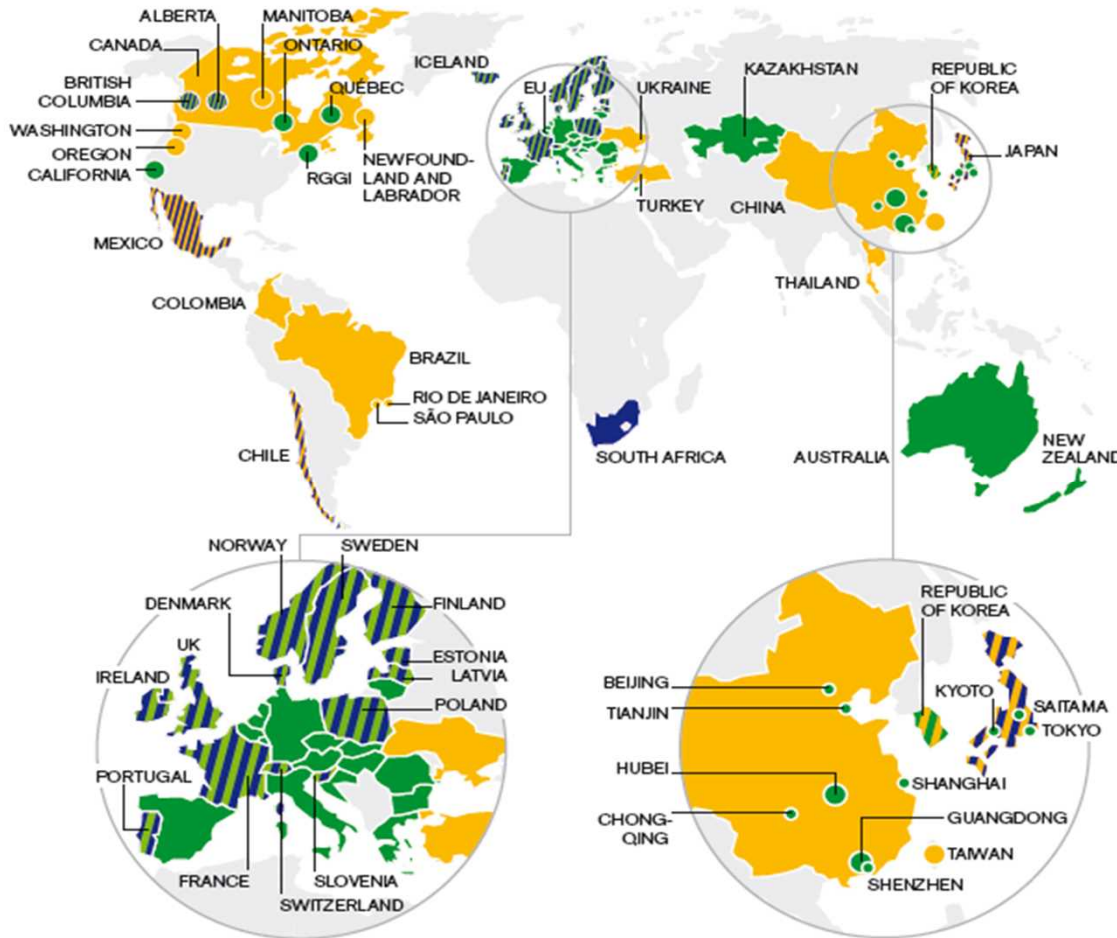 ALBERTA
MANITOBA
CANADA
ONTARIO
ICELAND
KAZAKHSTAN
REPUBLIC
OF KOREA
BRITISH
COLUMBIA
QUÉBEC
EU
UKRAINE
WASHINGTON
OREGON
CALIFORNIA
RGGI
NEWFOUND-
LAND AND
LABRADOR
JAPAN
TURKEY
CHINA
MEXICO
THAILAND
COLOMBIA
BRAZIL
RIO DE JANEIRO
SÃO PAULO
CHILE
SOUTH AFRICA
AUSTRALIA
NEW
ZEALAND
NORWAY
SWEDEN
DENMARK
FINLAND
UK
IRELAND
ESTONIA
LATVIA
POLAND
PORTUGAL
FRANCE
SLOVENIA
SWITZERLAND
REPUBLIC
OF KOREA
BEIJING
TIANJIN
KYOTO
SAITAMA
TOKYO
HUBEI
SHANGHAI
CHONG-
QING
GUANGDONG
TAIWAN
SHENZHEN